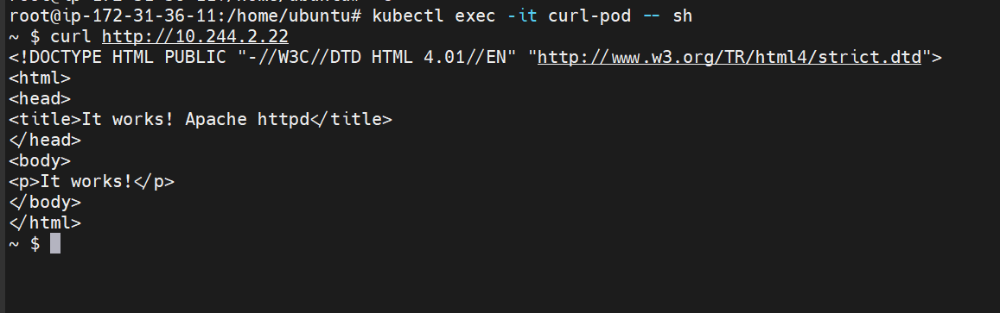 root@ip-172-31-36-11:/home/ubuntu# kubectl exec -it curl-pod -- sh
~ $ curl http://10.244.2.22
<!DOCTYPE HTML PUBLIC "-//W3C//DTD HTML 4.01//EN" "http://www.w3.org/TR/html4/strict.dtd">
<html>
<head>
<title>It works! Apache httpd</title>
</head>
<body>
<p>It works!</p>
</body>
</html>
~ $